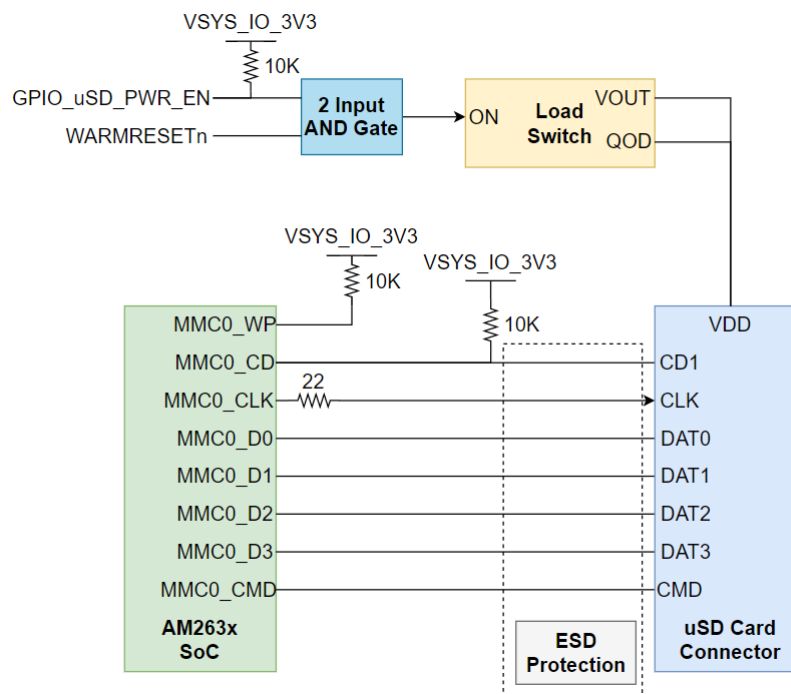 VSYS_IO_3V3
10K
GPIO_uSD_PWR_EN
WARMRESETn
2 Input
AND Gate
ON
Load
Switch
VOUT
QOD
VSYS_IO_3V3
10K
VSYS_IO_3V3
10K
MMC0_WP
MMC0_CD
22
MMC0_CLK
MMC0_D0
MMC0_D1
MMC0_D2
MMC0_D3
MMC0_CMD
AM263x
SoC
ESD
Protection
VDD
CD1
CLK
DAT0
DAT1
DAT2
DAT3
CMD
uSD Card
Connector